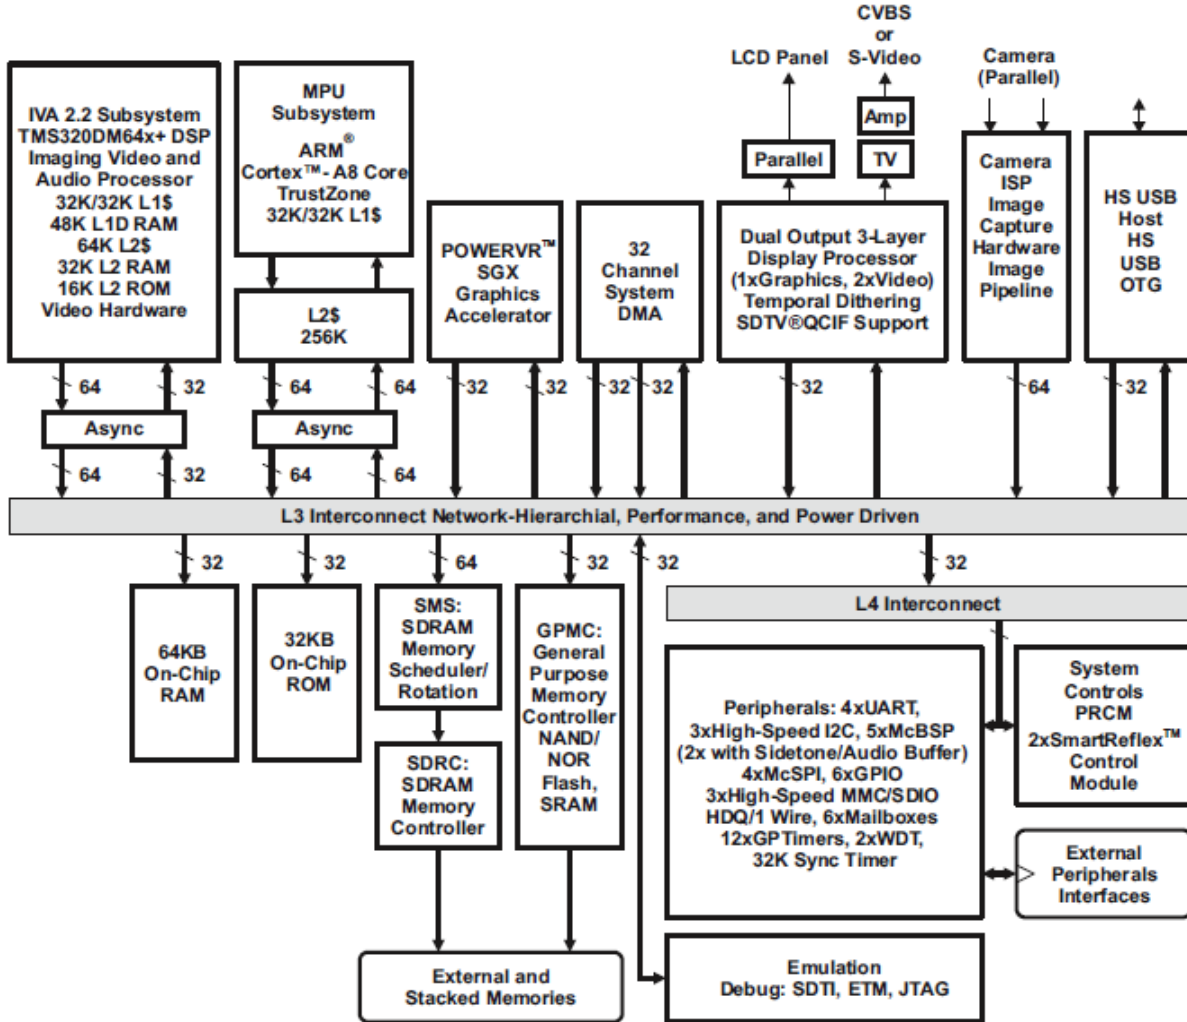 CVBS
or
S-Video
LCD Panel
Camera
(Parallel)
Amp
Parallel
TV
IVA 2.2 Subsystem
TMS320DM64x+ DSP
Imaging Video and
Audio Processor
32K/32K L1$
48K L1D RAM
64K L2$
32K L2 RAM
16K L2 ROM
Video Hardware
MPU
Subsystem
ARM®
Cortex™- A8 Core
TrustZone
32K/32K L1$
L2$
256K
POWERVR™
SGX
Graphics
Accelerator
32
Channel
System
DMA
Dual Output 3-Layer
Display Processor
(1xGraphics, 2xVideo)
Temporal Dithering
SDTV®QCIF Support
Camera
ISP
Image
Capture
Hardware
Image
Pipeline
HS USB
Host
HS
USB
OTG
64
32
64
64
32
32
32
32
32
64
32
Async
Async
64
32
64
64
L3 Interconnect Network-Hierarchial, Performance, and Power Driven
32
32
64
32
32
32
L4 Interconnect
64KB
On-Chip
RAM
32KB
On-Chip
ROM
SMS:
SDRAM
Memory
Scheduler/
Rotation
SDRC:
SDRAM
Memory
Controller
GPMC:
General
Purpose
Memory
Controller
NAND/
NOR
Flash,
SRAM
Peripherals: 4xUART,
3xHigh-Speed I2C, 5xMcBSP
(2x with Sidetone/Audio Buffer)
4xMcSPI, 6xGPIO
3xHigh-Speed MMC/SDIO
HDQ/1 Wire, 6xMailboxes
12xGPTimers, 2xWDT,
32K Sync Timer
System
Controls
PRCM
2xSmartReflex™
Control
Module
External
Peripherals
Interfaces
External and
Stacked Memories
Emulation
Debug: SDTI, ETM, JTAG